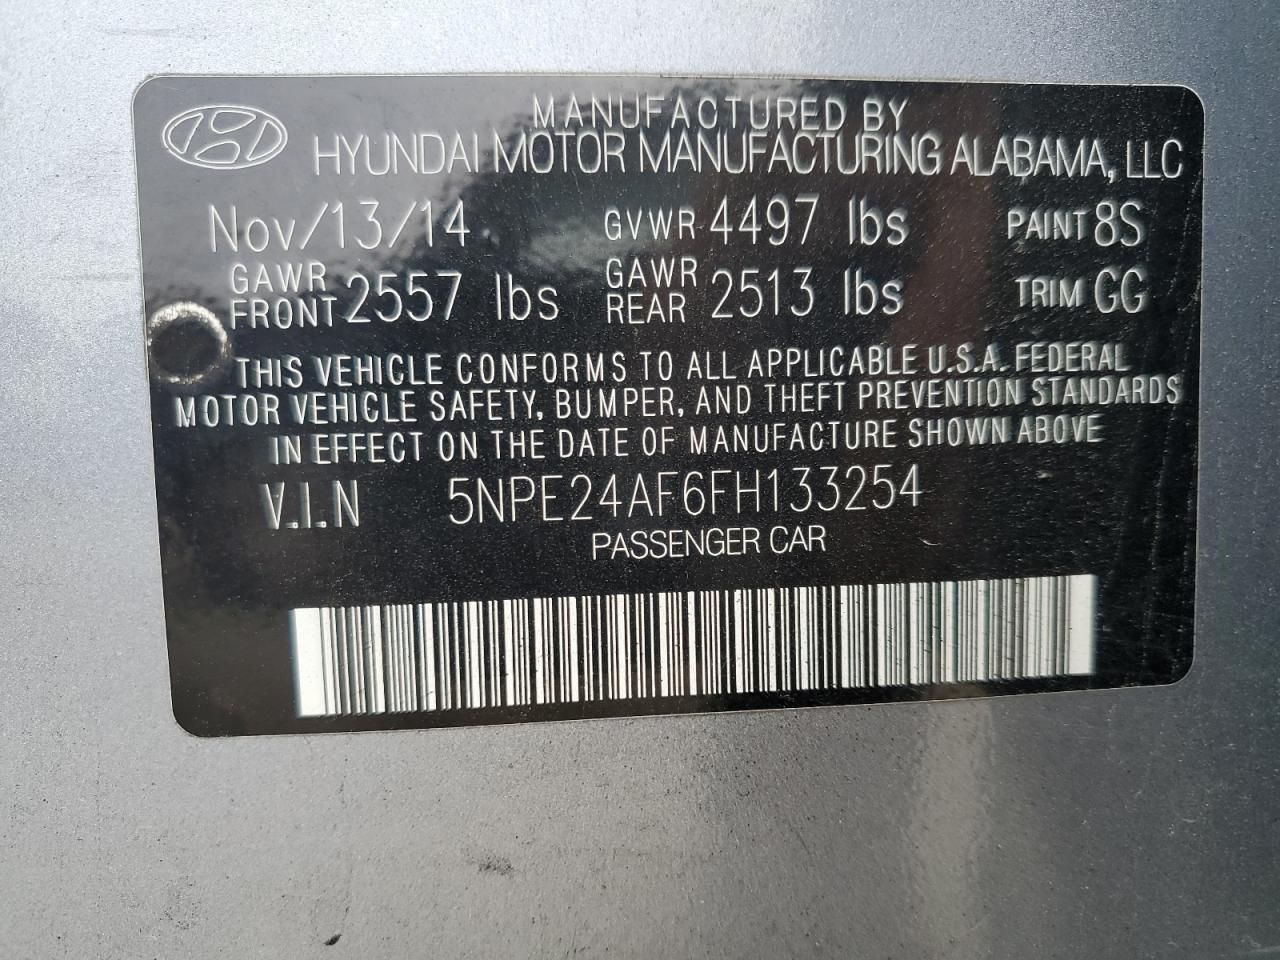 MANUFACTURED BY
HYUNDAI MOTOR MANUFACTURING ALABAMA, LLC
Nov/13/14 GVWR 4497 lbs PAINT 8S
GAWR FRONT 2557 lbs GAWR REAR 2513 lbs TRIM GG
THIS VEHICLE CONFORMS TO ALL APPLICABLE U.S.A. FEDERAL
MOTOR VEHICLE SAFETY, BUMPER, AND THEFT PREVENTION STANDARDS
IN EFFECT ON THE DATE OF MANUFACTURE SHOWN ABOVE
V.I.N 5NPE24AF6FH133254
PASSENGER CAR